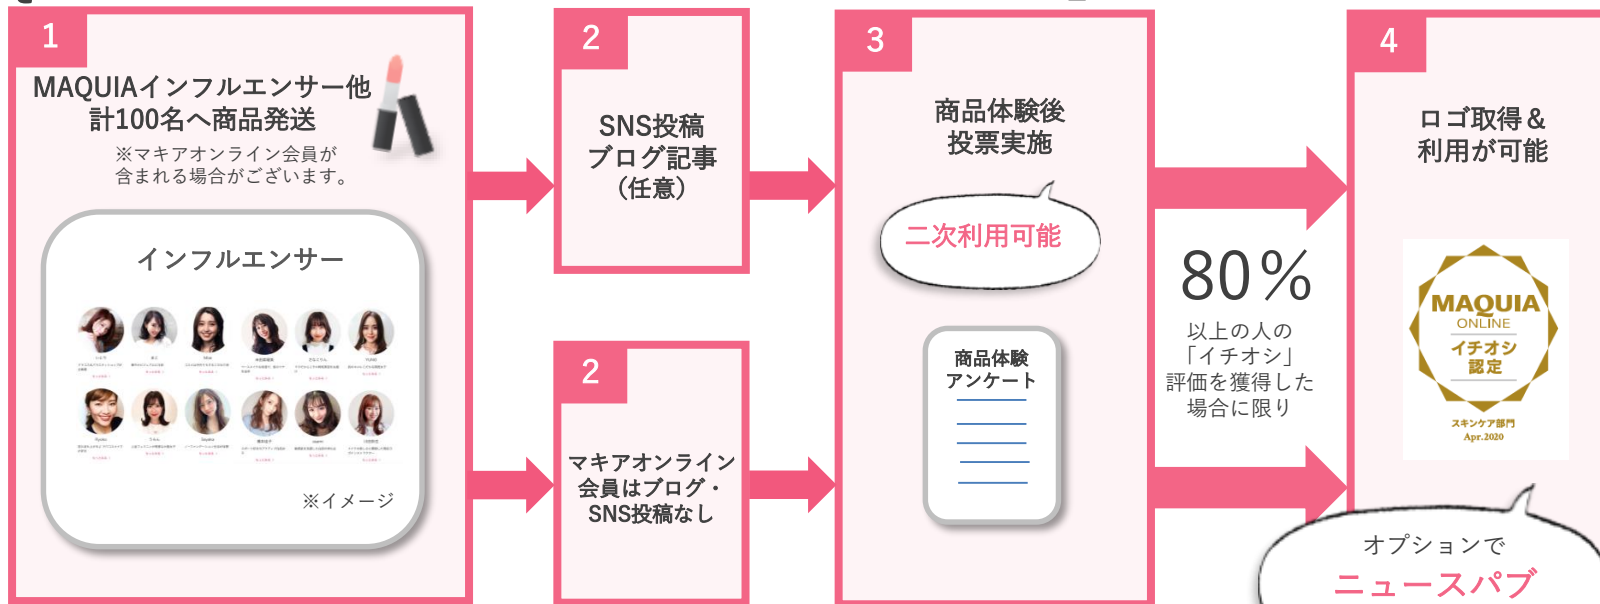 1
MAQUIAインフルエンサー他
計100名へ商品発送
※マキアオンライン会員が
含まれる場合がございます。
インフルエンサー
※イメージ
2
SNS投稿
ブログ記事
（任意）
2
マキアオンライン
会員はブログ・
SNS投稿なし
3
商品体験後
投票実施
二次利用可能
商品体験
アンケート
80%
以上の人の
「イチオシ」
評価を獲得した
場合に限り
4
ロゴ取得＆
利用が可能
MAQUIA
ONLINE
イチオシ
認定
スキンケア部門
Apr.2020
オプションで
ニュースパブ